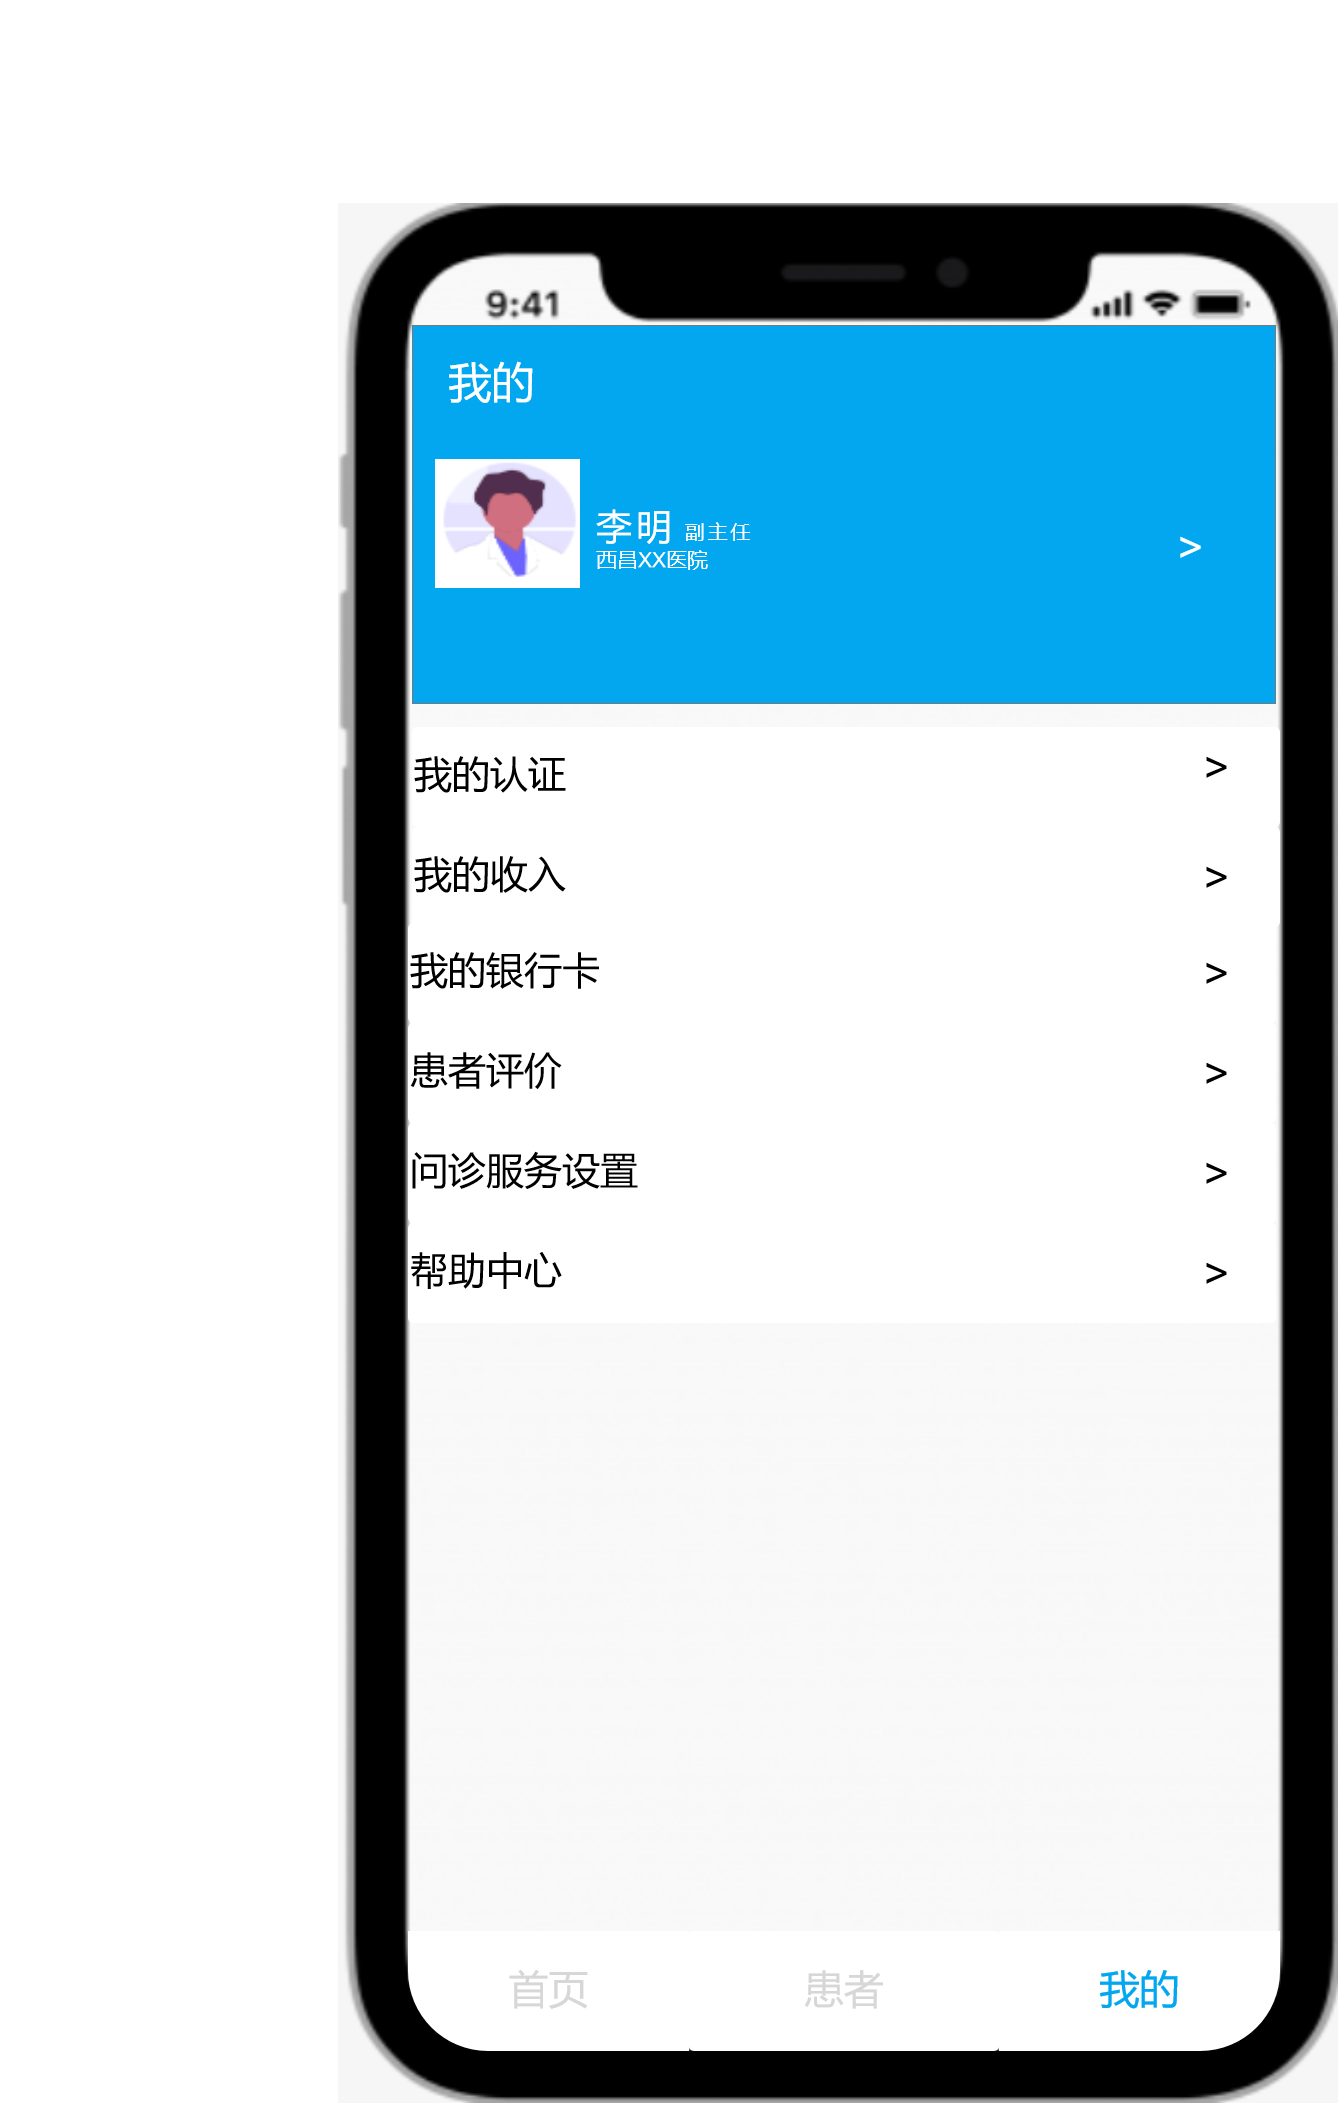 9:41
我的
李明 副主任
西昌XX医院
>
我的认证 >
我的收入 >
我的银行卡 >
患者评价 >
问诊服务设置 >
帮助中心 >
首页 患者 我的